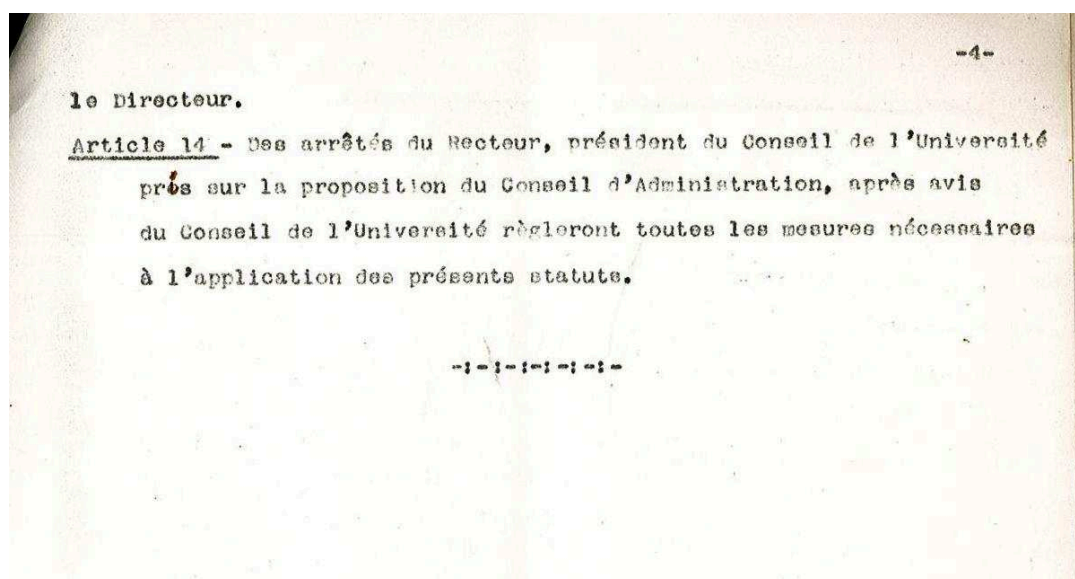 -4-
le Directeur.
Article 14 - Des arrêtés du Recteur, président du Conseil de l'Université
prés sur la proposition du Conseil d'Administration, après avis
du Conseil de l'Université règleront toutes les mesures nécessaires
à l'application des présents statuts.
-:-:-:-:-:-:-